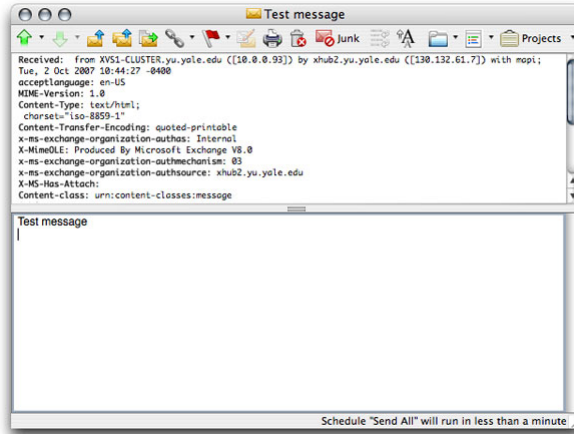 Test message
Junk
Projects
Received: from XVS1-CLUSTER.yu.yale.edu ([10.0.0.93]) by xhub2.yu.yale.edu ([130.132.61.7]) with mapi;
Tue, 2 Oct 2007 10:44:27 -0400
acceptlanguage: en-US
MIME-Version: 1.0
Content-Type: text/html;
charset="iso-8859-1"
Content-Transfer-Encoding: quoted-printable
x-ms-exchange-organization-authas: Internal
X-MimeOLE: Produced By Microsoft Exchange V8.0
x-ms-exchange-organization-authmechanism: 03
x-ms-exchange-organization-authsource: xhub2.yu.yale.edu
X-MS-Has-Attach:
Content-class: urn:content-classes:message
Test message
Schedule "Send All" will run in less than a minute